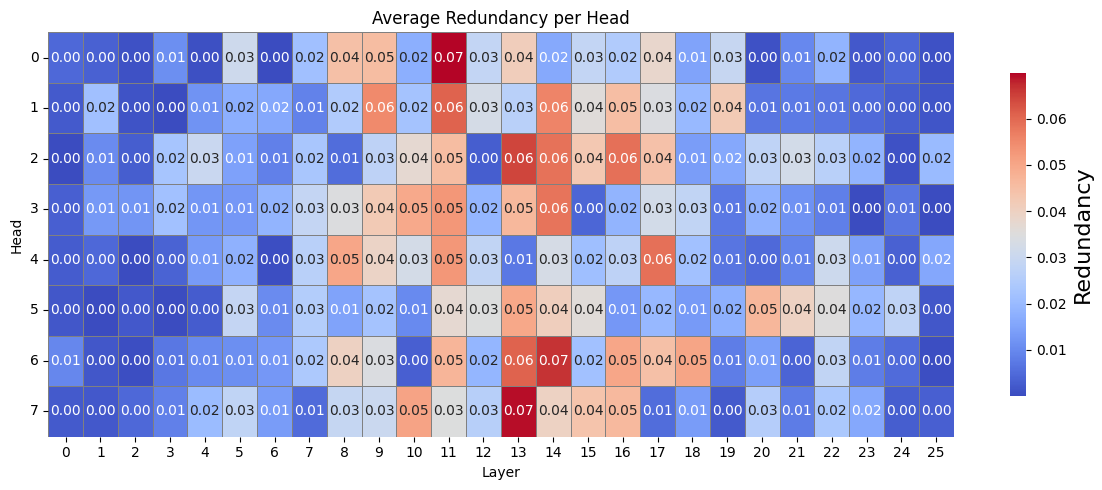 Average Redundancy per Head
0 0.00 0.00 0.00 0.01 0.00 0.03 0.00 0.02 0.04 0.05 0.02 0.07 0.03 0.04 0.02 0.03 0.02 0.04 0.01 0.03 0.00 0.01 0.02 0.00 0.00 0.00
1 0.00 0.02 0.00 0.00 0.01 0.02 0.02 0.01 0.02 0.06 0.02 0.06 0.03 0.03 0.06 0.04 0.05 0.03 0.02 0.04 0.01 0.01 0.01 0.00 0.00 0.00
2 0.00 0.01 0.00 0.02 0.03 0.01 0.01 0.02 0.01 0.03 0.04 0.05 0.00 0.06 0.06 0.04 0.06 0.04 0.01 0.02 0.03 0.03 0.03 0.02 0.00 0.02
3 0.00 0.01 0.01 0.02 0.01 0.01 0.02 0.03 0.03 0.04 0.05 0.05 0.02 0.05 0.06 0.00 0.02 0.03 0.03 0.01 0.02 0.01 0.01 0.00 0.01 0.00
4 0.00 0.00 0.00 0.00 0.01 0.02 0.00 0.03 0.05 0.04 0.03 0.05 0.03 0.01 0.03 0.02 0.03 0.06 0.02 0.01 0.00 0.01 0.03 0.01 0.00 0.02
5 0.00 0.00 0.00 0.00 0.00 0.03 0.01 0.03 0.01 0.02 0.01 0.04 0.03 0.05 0.04 0.04 0.01 0.02 0.01 0.02 0.05 0.04 0.04 0.02 0.03 0.00
6 0.01 0.00 0.00 0.01 0.01 0.01 0.01 0.02 0.04 0.03 0.00 0.05 0.02 0.06 0.07 0.02 0.05 0.04 0.05 0.01 0.01 0.00 0.03 0.01 0.00 0.00
7 0.00 0.00 0.00 0.01 0.02 0.03 0.01 0.01 0.03 0.03 0.05 0.03 0.03 0.07 0.04 0.04 0.05 0.01 0.01 0.00 0.03 0.01 0.02 0.02 0.00 0.00
0 1 2 3 4 5 6 7 8 9 10 11 12 13 14 15 16 17 18 19 20 21 22 23 24 25
Layer
Head
0.06
0.05
0.04
0.03
0.02
0.01
Redundancy